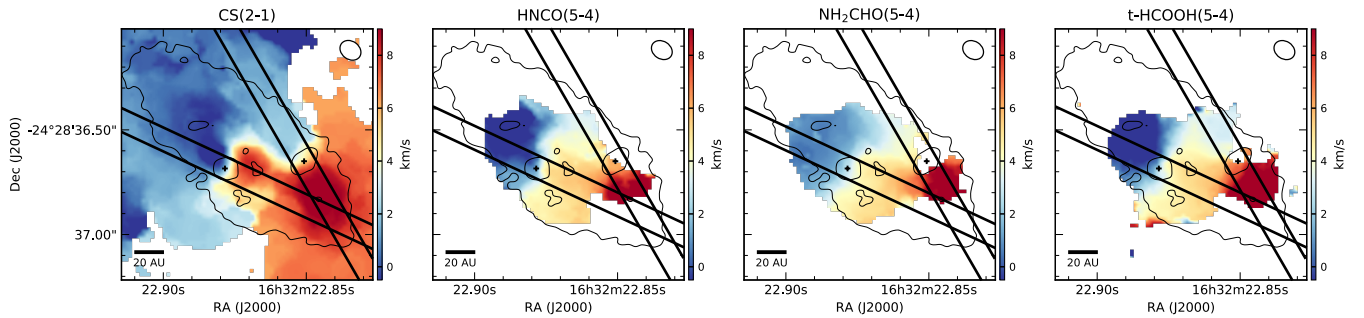 CS(2-1)
HNCO(5-4)
NH₂CHO(5-4)
t-HCOOH(5-4)
Dec (J2000)
-24°28'36.50"
37.00"
20 AU
22.90s
16h32m22.85s
RA (J2000)
8
6
4
2
0
km/s
20 AU
22.90s
16h32m22.85s
RA (J2000)
8
6
4
2
0
km/s
20 AU
22.90s
16h32m22.85s
RA (J2000)
8
6
4
2
0
km/s
20 AU
22.90s
16h32m22.85s
RA (J2000)
8
6
4
2
0
km/s